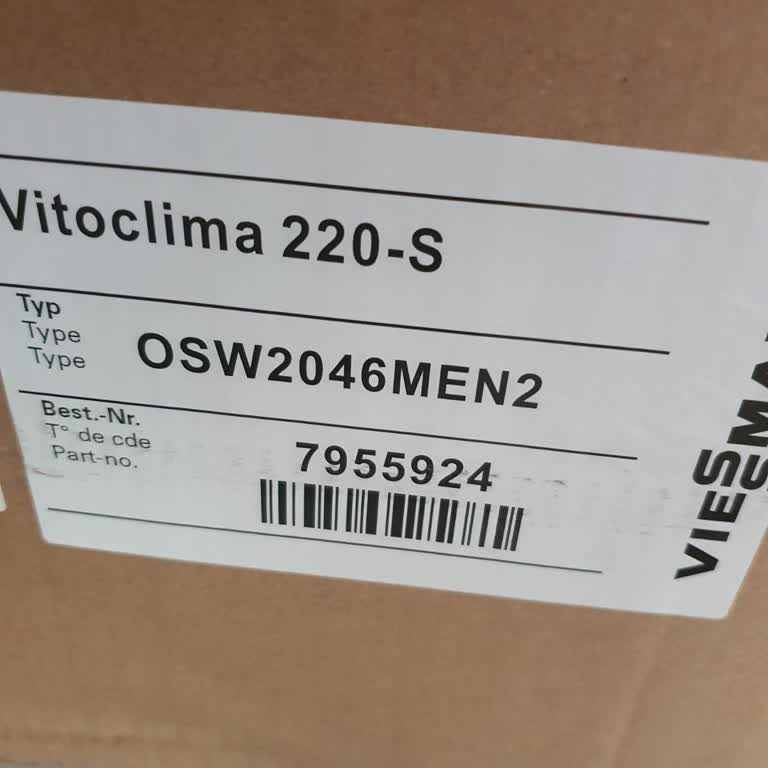 Vitoclima 220-S
Typ
Type
Type
OSW2046MEN2
Best.-Nr.
T° de cde
Part-no.
7955924